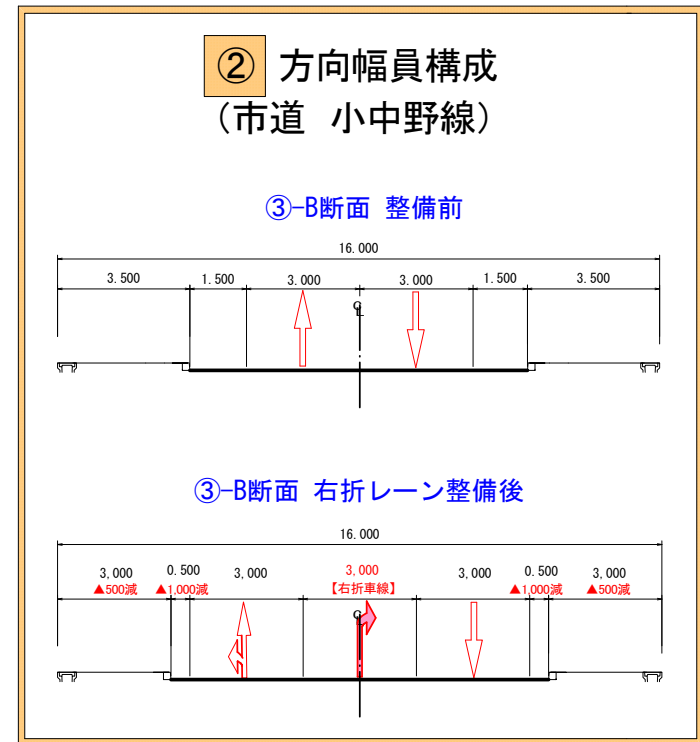 ② 方向幅員構成
(市道 小中野線)
③-B断面 整備前
16.000
3.500 1.500 3.000 3.000 1.500 3.500
℄
③-B断面 右折レーン整備後
16.000
3,000 0.500 3,000 3,000 3,000 0.500 3,000
▲500減 ▲1,000減 【右折車線】 ▲1,000減 ▲500減
℄